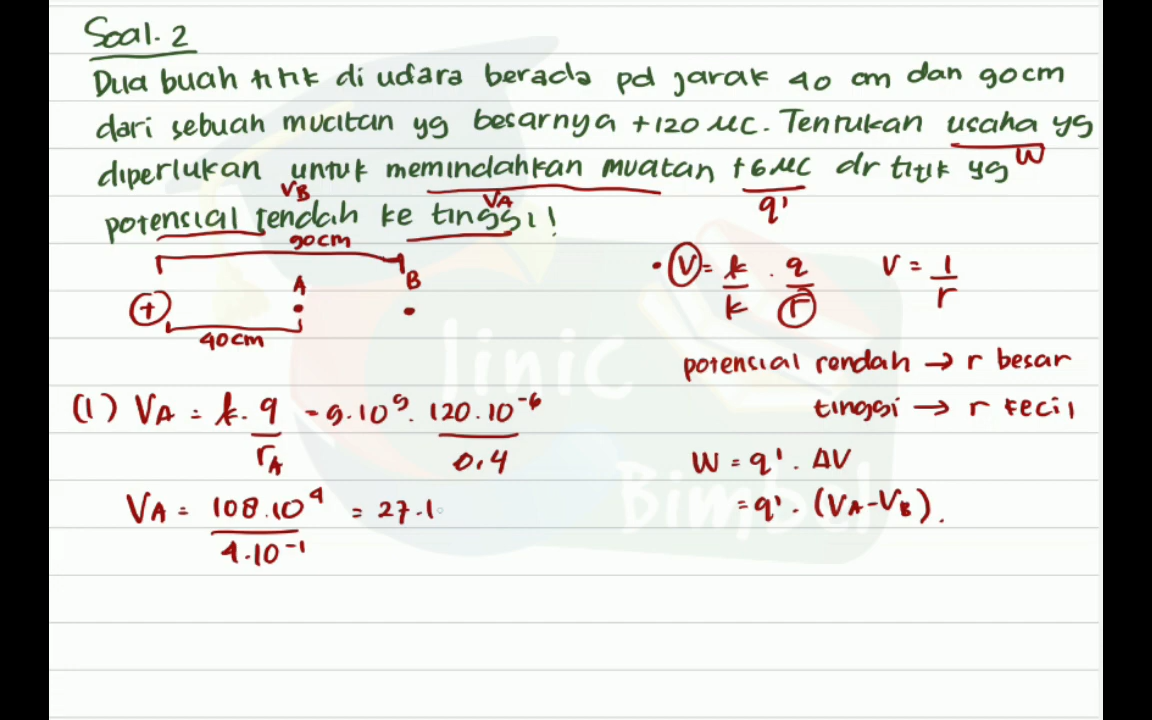 Soal. 2
Dua buah titik di udara berada pd jarak 40 cm dan 90cm
dari sebuah muatan yg besarnya +120 μC. Tentukan usaha yg
W
diperlukan untuk memindahkan muatan +6μC dr titik yg
VB VA q'
potensial rendah ke tinggi!
90cm
A B
+
40cm
• V = k/k . q/r V = 1/r
potensial rendah → r besar
tinggi → r kecil
(1) VA = k. q/rA = 9.10⁹. 120.10⁻⁶/0,4
W = q'. ΔV
= q'. (VA-VB).
VA = 108.10⁴/4.10⁻¹ = 27.1
linic
Bimbel